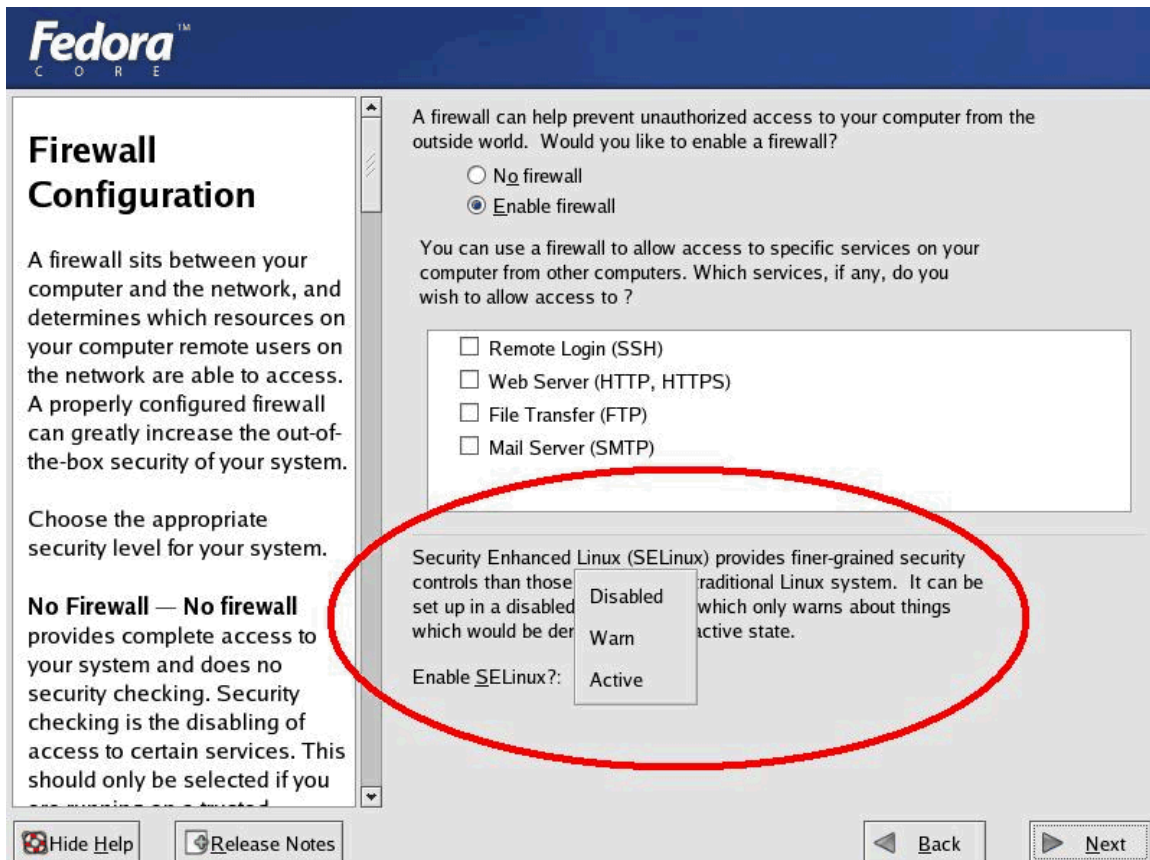 Fedora™
CORE
Firewall
Configuration
A firewall sits between your
computer and the network, and
determines which resources on
your computer remote users on
the network are able to access.
A properly configured firewall
can greatly increase the out-of-
the-box security of your system.
Choose the appropriate
security level for your system.
No Firewall — No firewall
provides complete access to
your system and does no
security checking. Security
checking is the disabling of
access to certain services. This
should only be selected if you
are running on a trusted
A firewall can help prevent unauthorized access to your computer from the
outside world. Would you like to enable a firewall?
No firewall
Enable firewall
You can use a firewall to allow access to specific services on your
computer from other computers. Which services, if any, do you
wish to allow access to ?
Remote Login (SSH)
Web Server (HTTP, HTTPS)
File Transfer (FTP)
Mail Server (SMTP)
Security Enhanced Linux (SELinux) provides finer-grained security
controls than those traditional Linux system. It can be
set up in a disabled which only warns about things
which would be active state.
Enable SELinux?:
Disabled
Warn
Active
Hide Help
Release Notes
Back
Next